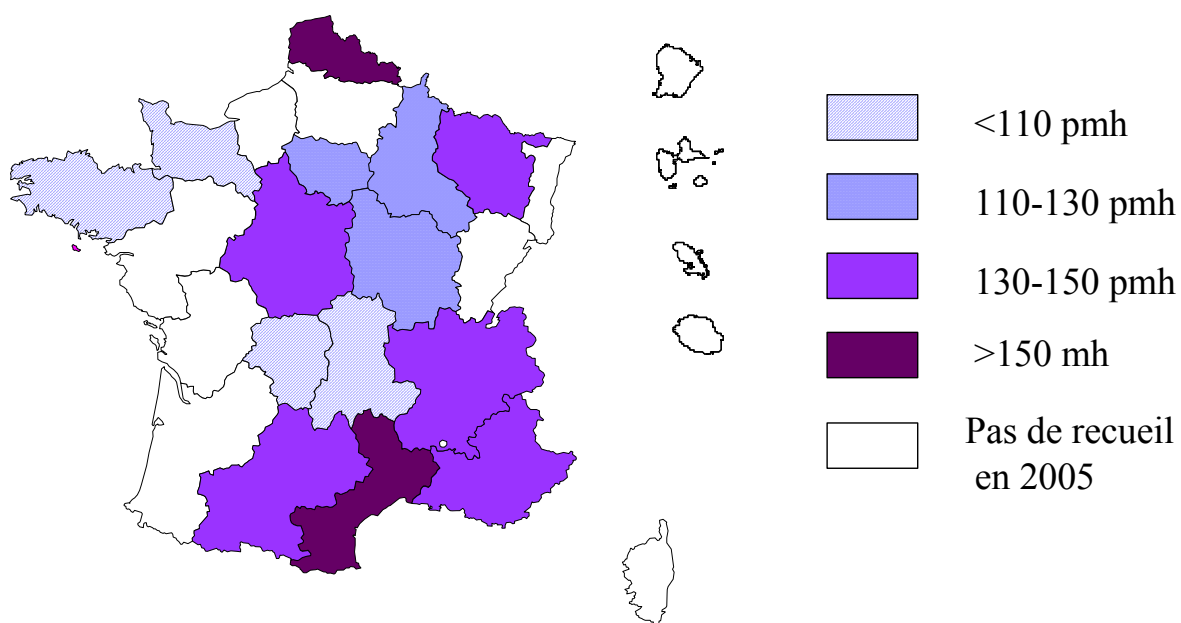 <110 pmh
110-130 pmh
130-150 pmh
>150 mh
Pas de recueil
en 2005